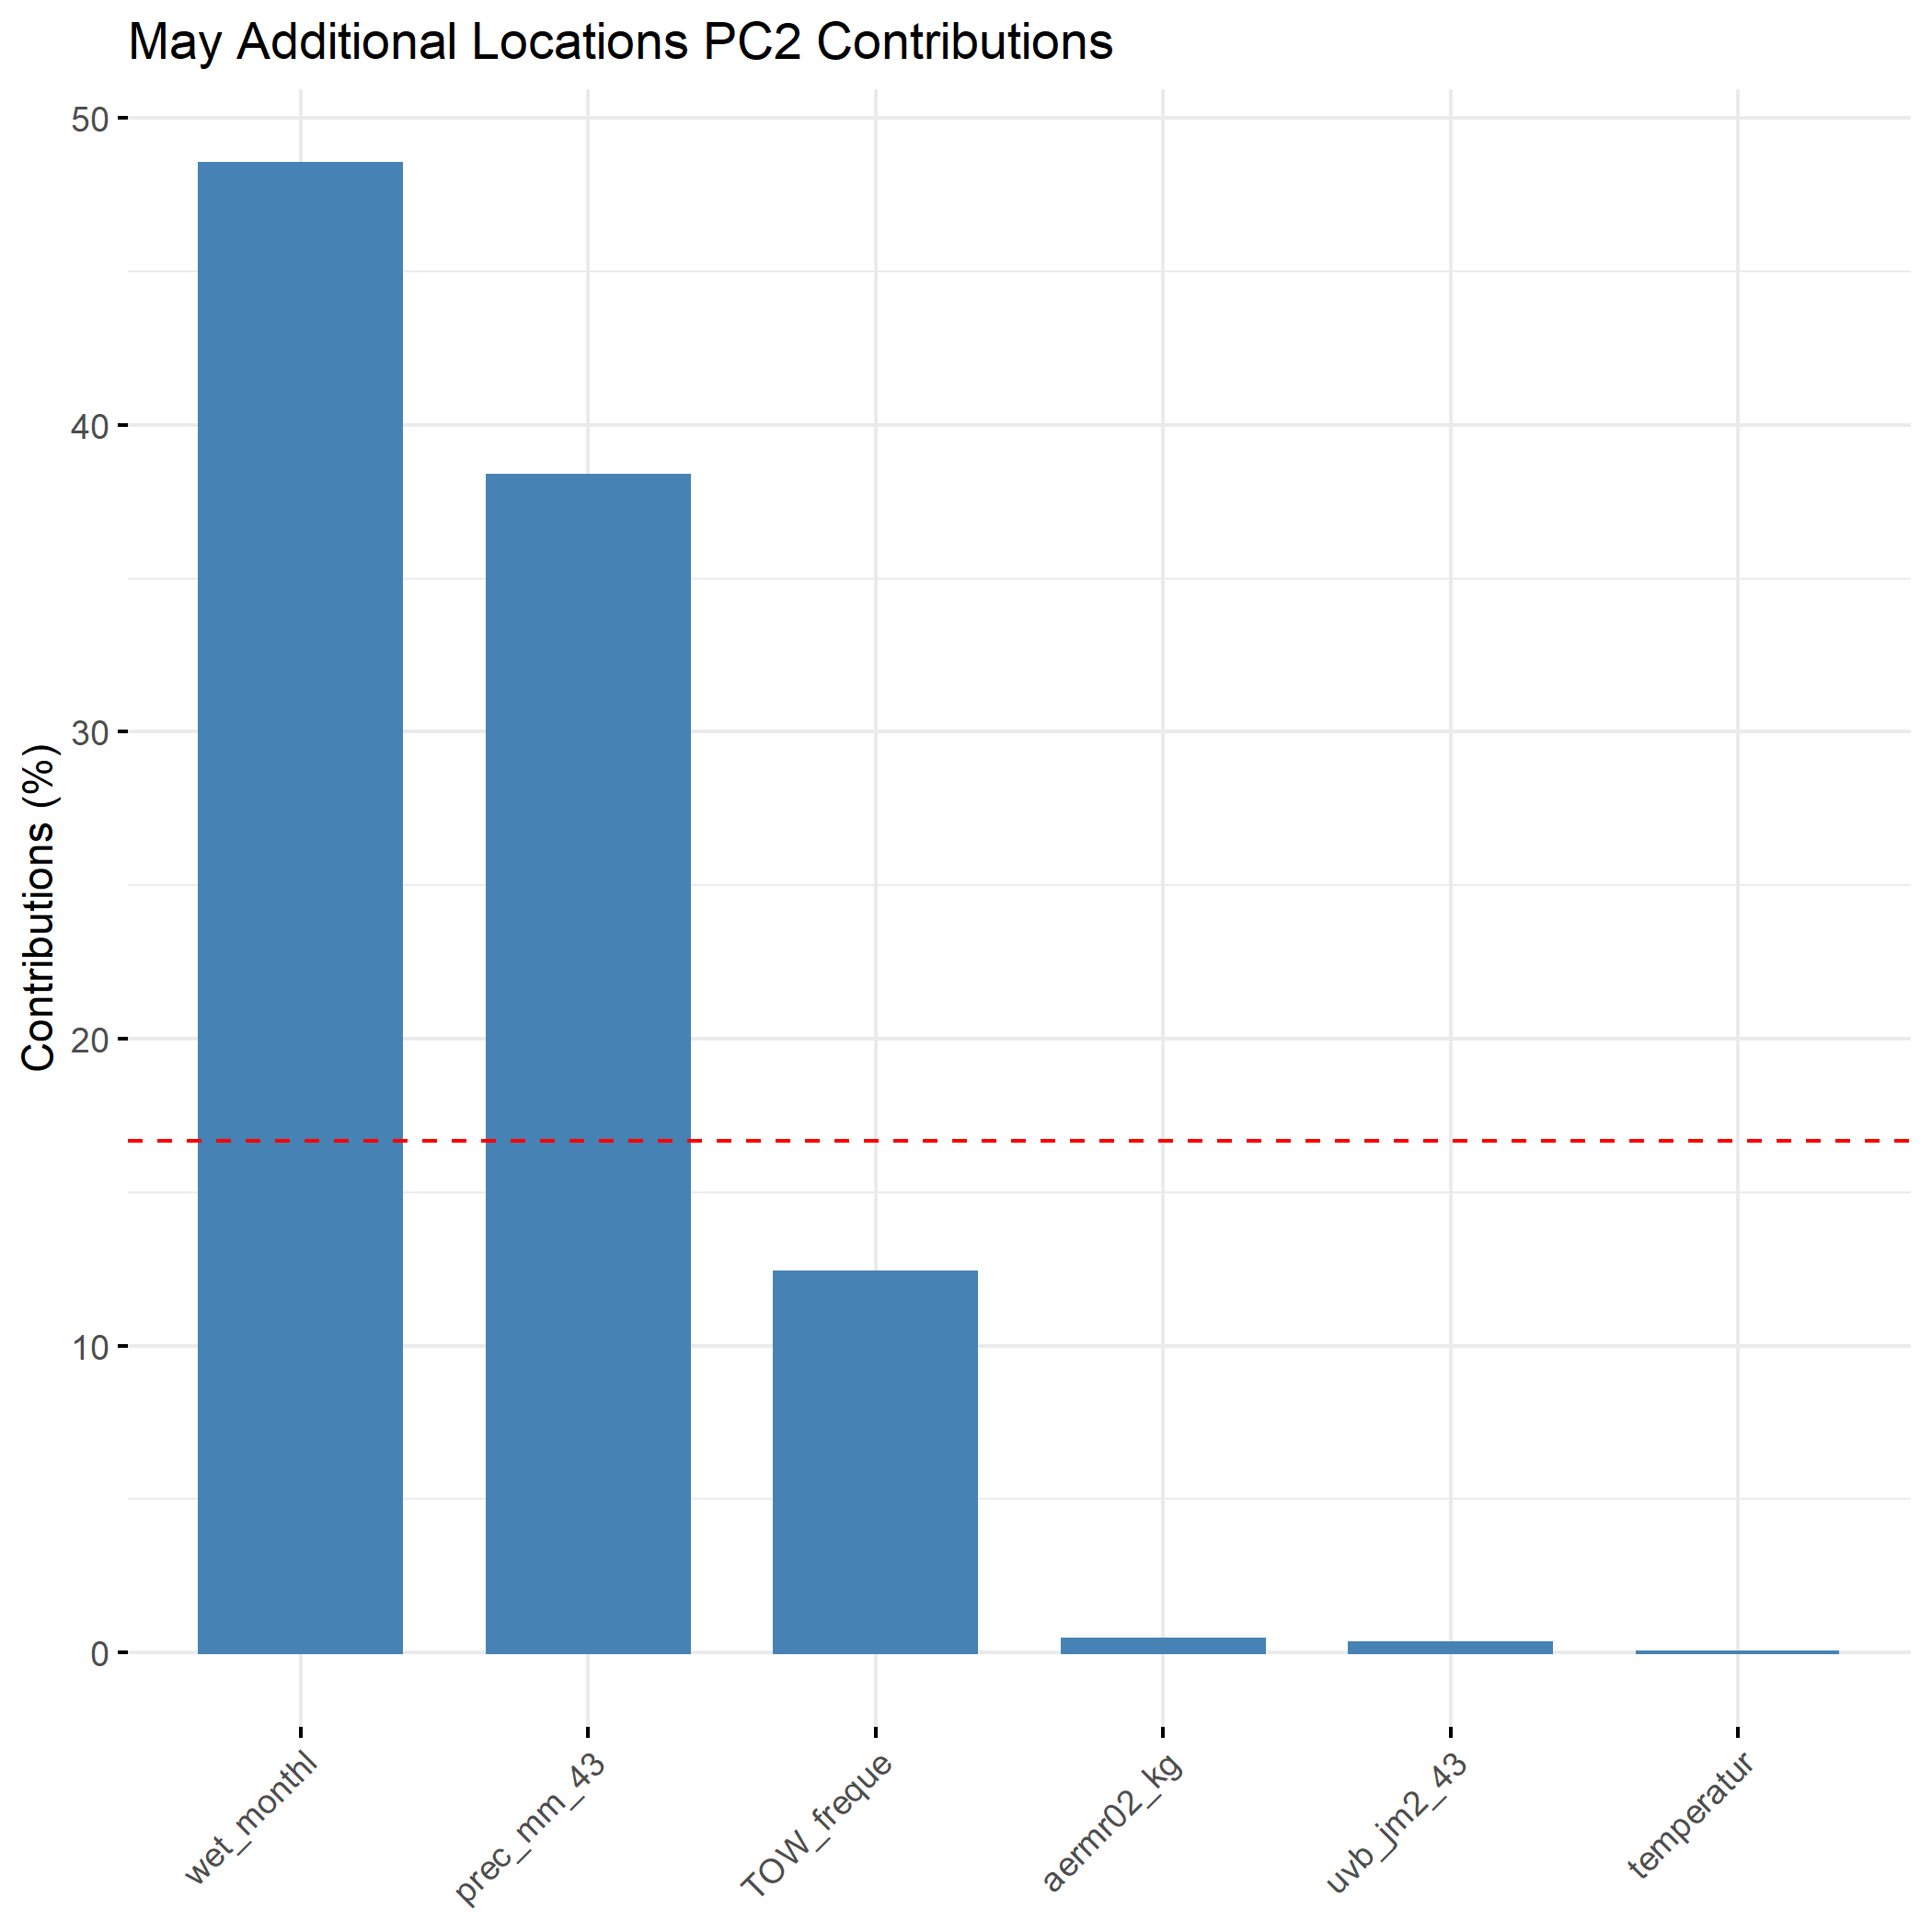 May Additional Locations PC2 Contributions
Contributions (%)
50
40
30
20
10
0
wet_monthl
prec_mm_43
TOW_freque
aermr02_kg
uvb_jm2_43
temperatur